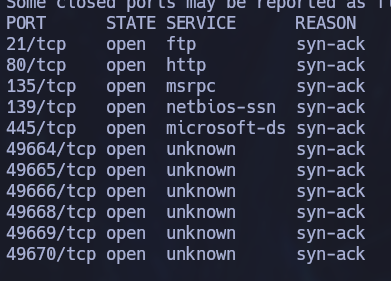 Some closed ports may be reported as
PORT      STATE SERVICE      REASON
21/tcp    open  ftp          syn-ack
80/tcp    open  http         syn-ack
135/tcp   open  msrpc        syn-ack
139/tcp   open  netbios-ssn  syn-ack
445/tcp   open  microsoft-ds syn-ack
49664/tcp open  unknown      syn-ack
49665/tcp open  unknown      syn-ack
49666/tcp open  unknown      syn-ack
49668/tcp open  unknown      syn-ack
49669/tcp open  unknown      syn-ack
49670/tcp open  unknown      syn-ack